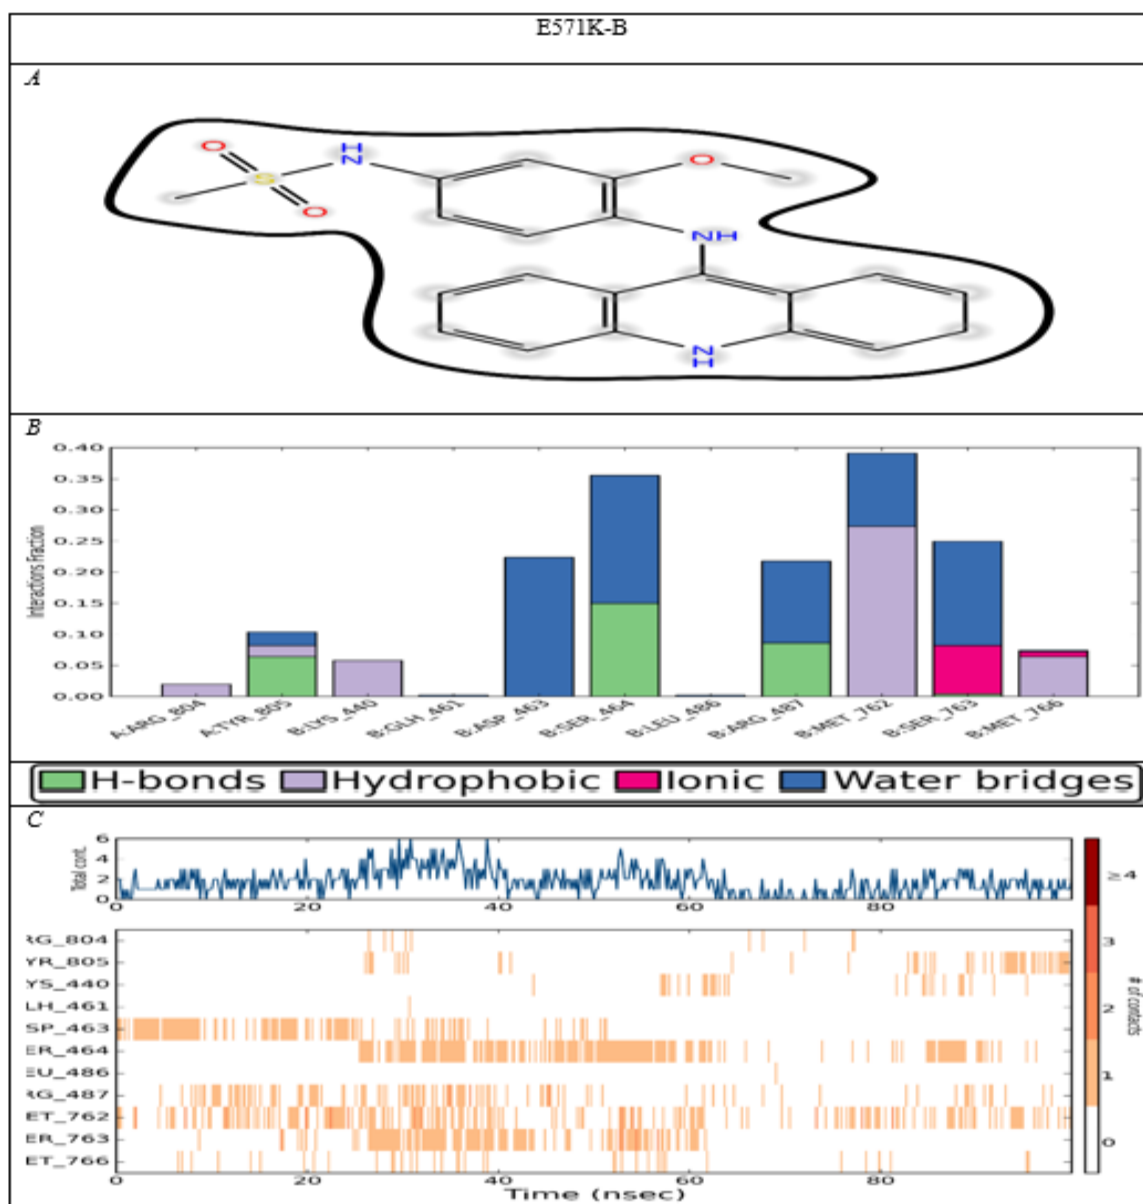 E571K-B
A
O
S
O
H
N
O
NH
N
H
B
0.40
0.35
0.30
0.25
0.20
0.15
0.10
0.05
0.00
Interactions Fraction
A:ARG_804
A:TYR_805
B:LYS_440
B:GLH_461
B:ASP_463
B:SER_464
B:LEU_486
B:ARG_487
B:MET_762
B:SER_763
B:MET_766
H-bonds Hydrophobic Ionic Water bridges
C
Total cont.
6
4
2
0
0 20 40 60 80
RG_804
YR_805
YS_440
LH_461
SP_463
ER_464
EU_486
RG_487
ET_762
ER_763
ET_766
0 20 40 60 80
Time (nsec)
≥ 4
3
2
1
0
# of contacts